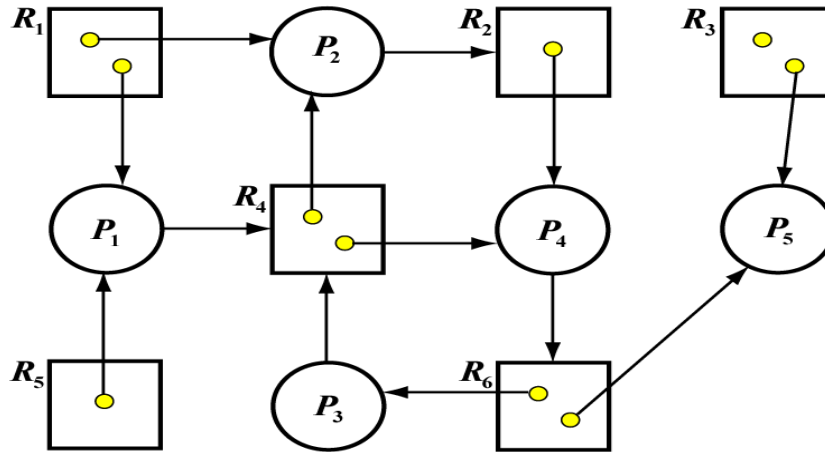 R₁
P₂
R₂
R₃
P₁
R₄
P₄
P₅
R₅
P₃
R₆